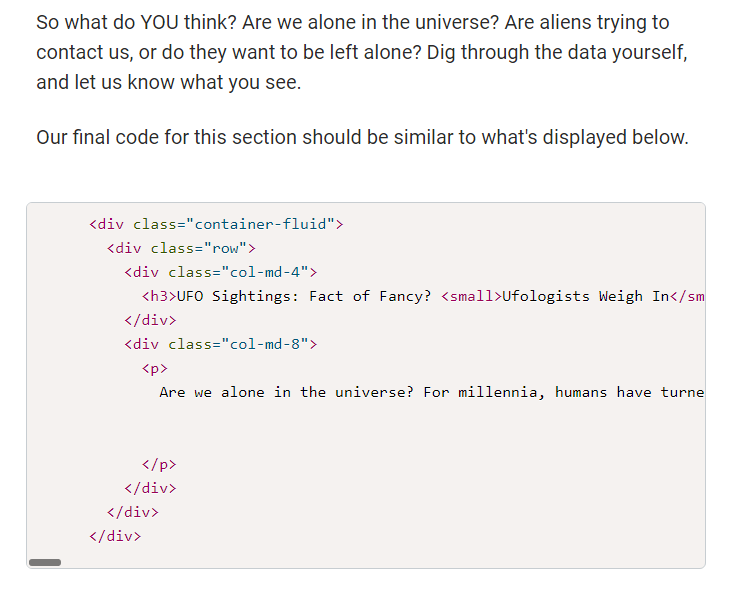 So what do YOU think? Are we alone in the universe? Are aliens trying to
contact us, or do they want to be left alone? Dig through the data yourself,
and let us know what you see.
Our final code for this section should be similar to what's displayed below.
<div class="container-fluid">
<div class="row">
<div class="col-md-4">
<h3>UFO Sightings: Fact of Fancy? <small>Ufologists Weigh In</sm
</div>
<div class="col-md-8">
<p>
Are we alone in the universe? For millennia, humans have turne
</p>
</div>
</div>
</div>